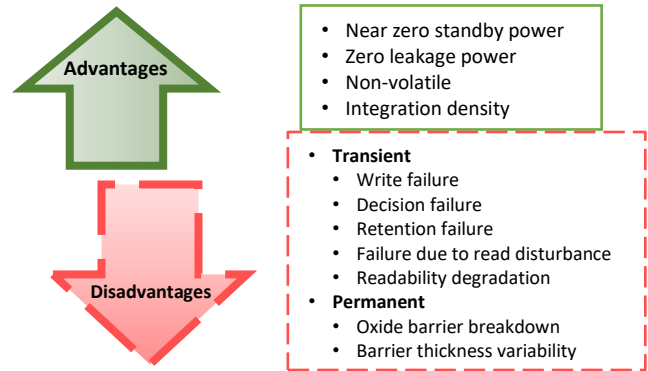 Advantages
• Near zero standby power
• Zero leakage power
• Non-volatile
• Integration density
Disadvantages
• Transient
• Write failure
• Decision failure
• Retention failure
• Failure due to read disturbance
• Readability degradation
• Permanent
• Oxide barrier breakdown
• Barrier thickness variability